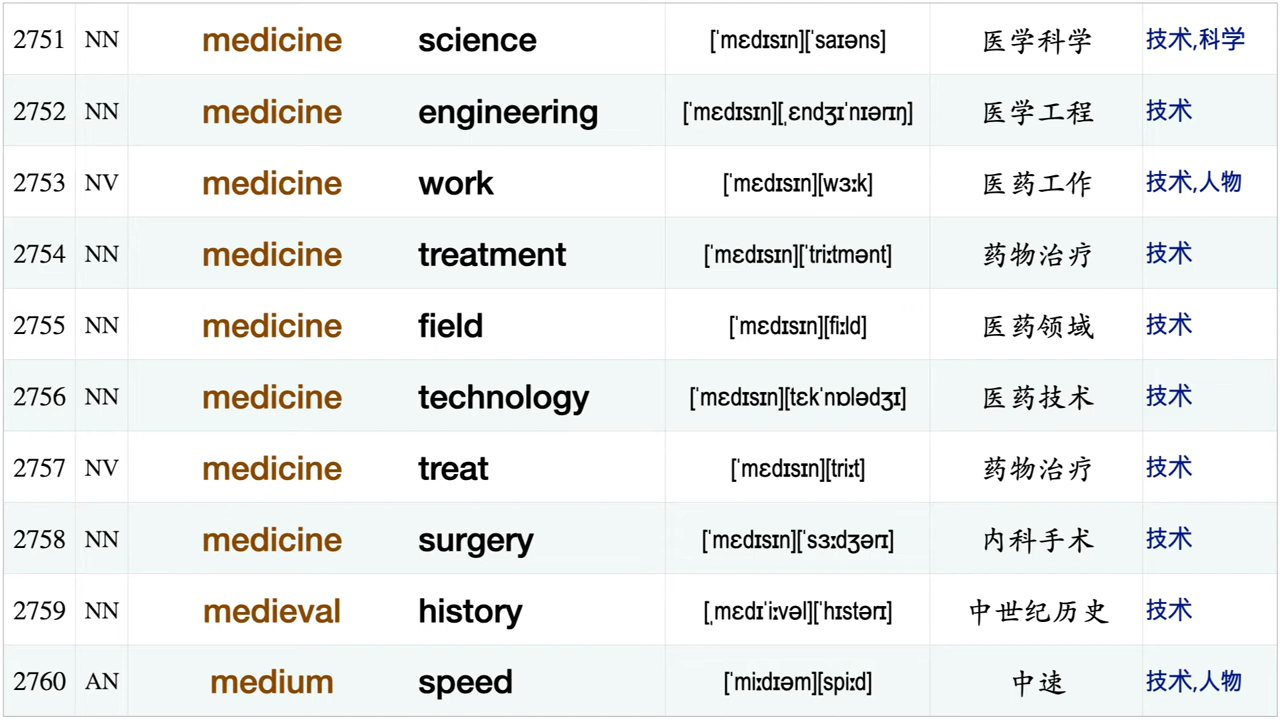 2751 NN medicine science [ˈmɛdɪsɪn][ˈsaɪəns] 医学科学 技术,科学
2752 NN medicine engineering [ˈmɛdɪsɪn][ˌɛndʒɪˈnɪərɪŋ] 医学工程 技术
2753 NV medicine work [ˈmɛdɪsɪn][wɜːk] 医药工作 技术,人物
2754 NN medicine treatment [ˈmɛdɪsɪn][ˈtriːtmənt] 药物治疗 技术
2755 NN medicine field [ˈmɛdɪsɪn][fiːld] 医药领域 技术
2756 NN medicine technology [ˈmɛdɪsɪn][tɛkˈnɒlədʒɪ] 医药技术 技术
2757 NV medicine treat [ˈmɛdɪsɪn][triːt] 药物治疗 技术
2758 NN medicine surgery [ˈmɛdɪsɪn][ˈsɜːdʒərɪ] 内科手术 技术
2759 NN medieval history [ˌmɛdɪˈiːvəl][ˈhɪstərɪ] 中世纪历史 技术
2760 AN medium speed [ˈmiːdɪəm][spiːd] 中速 技术,人物